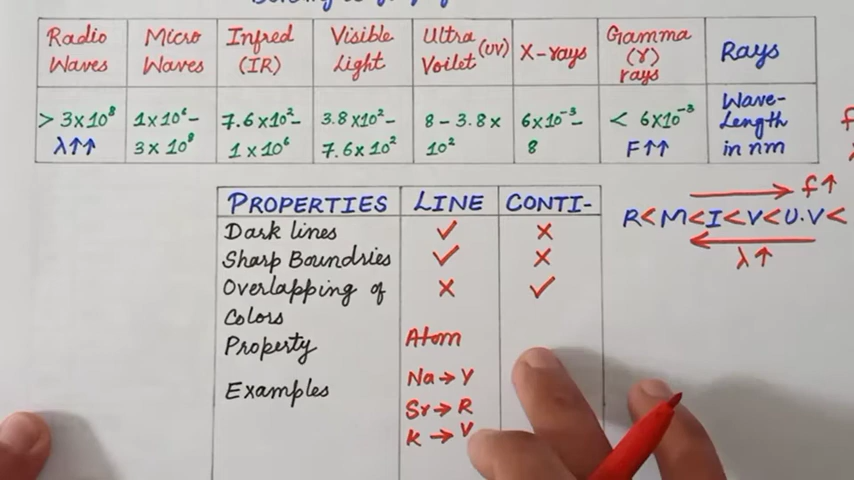 Radio Waves
Micro Waves
Infred (IR)
Visible Light
Ultra Voilet (UV)
X-rays
Gamma (γ) rays
Rays
> 3x10⁸ λ↑↑
1x10⁶- 3x10⁸
7.6x10²- 1x10⁶
3.8x10²- 7.6x10²
8-3.8x 10²
6x10⁻³- 8
< 6x10⁻³ F↑↑
Wave- Length in nm
PROPERTIES LINE CONTI-
Dark lines ✓ ×
Sharp Boundries ✓ ×
Overlapping of × ✓
Colors
Property Atom
Examples Na→Y
Sr→R
K→V
f↑
R<M<I<V<U.V<
λ↑